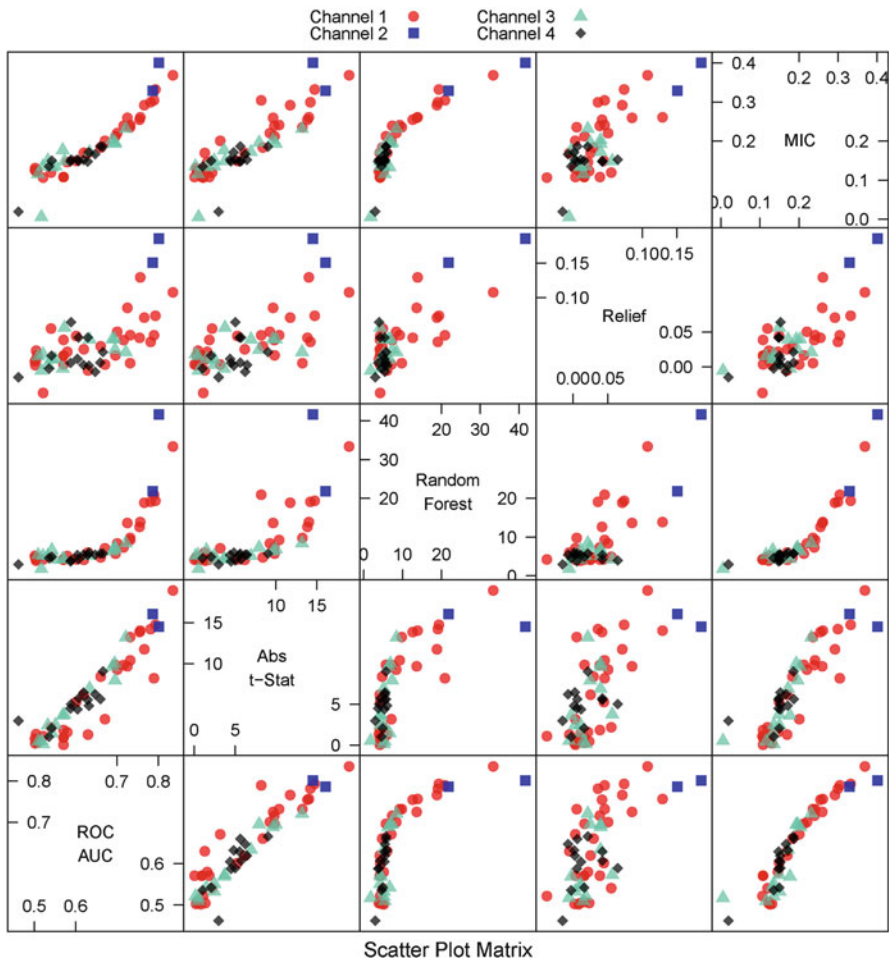 Channel 1 Channel 3
Channel 2 Channel 4
0.2 0.3 0.4
0.4
0.3
MIC 0.2
0.2
0.1
0.0 0.1 0.2 0.0
0.15 0.100.15
0.10
Relief
0.05
0.00
0.000.05
40 20 30 40
30
Random
20 Forest 20
10
0
0 10 20
10 15
15
Abs
10 t-Stat
5
0
0 5
0.8 0.7 0.8
0.7
ROC
AUC 0.6
0.5
0.5 0.6
Scatter Plot Matrix